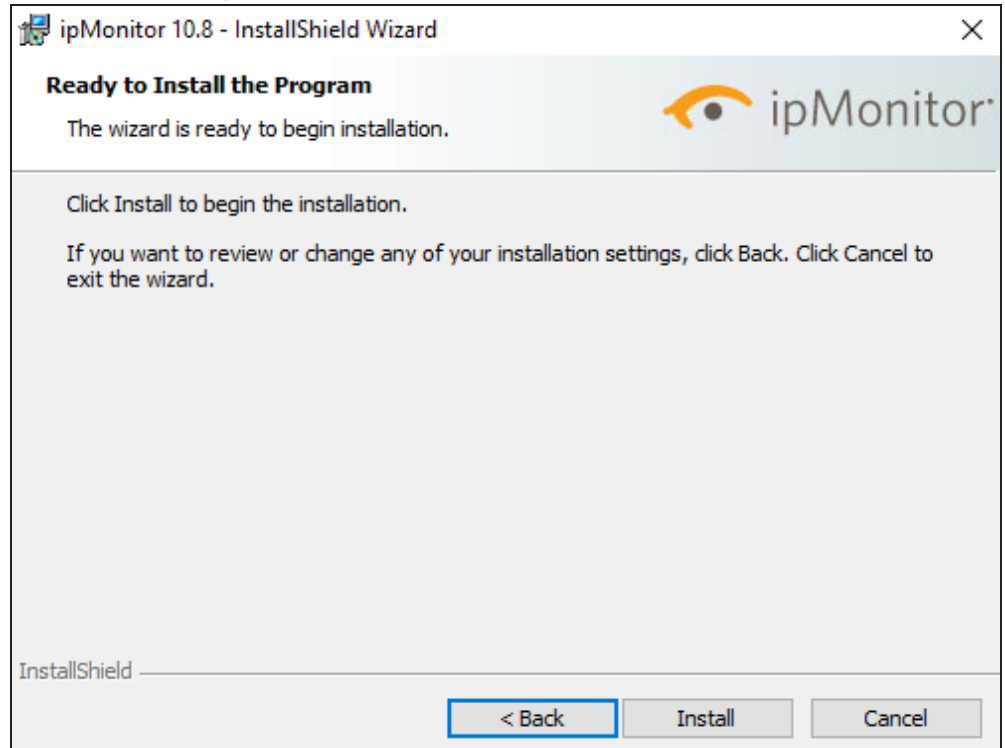 ipMonitor 10.8 - InstallShield Wizard
Ready to Install the Program
The wizard is ready to begin installation.
ipMonitor
Click Install to begin the installation.
If you want to review or change any of your installation settings, click Back. Click Cancel to
exit the wizard.
InstallShield
< Back
Install
Cancel